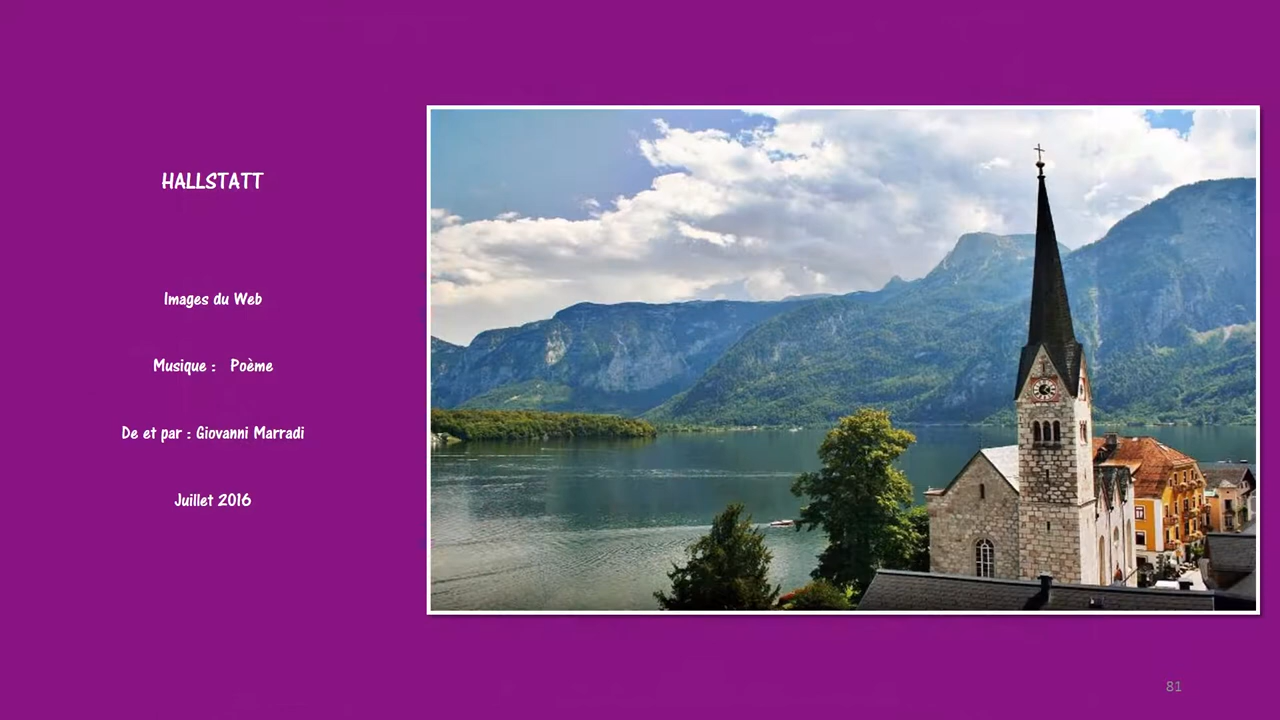 HALLSTATT
Images du Web
Musique : Poème
De et par : Giovanni Marradi
Juillet 2016
81